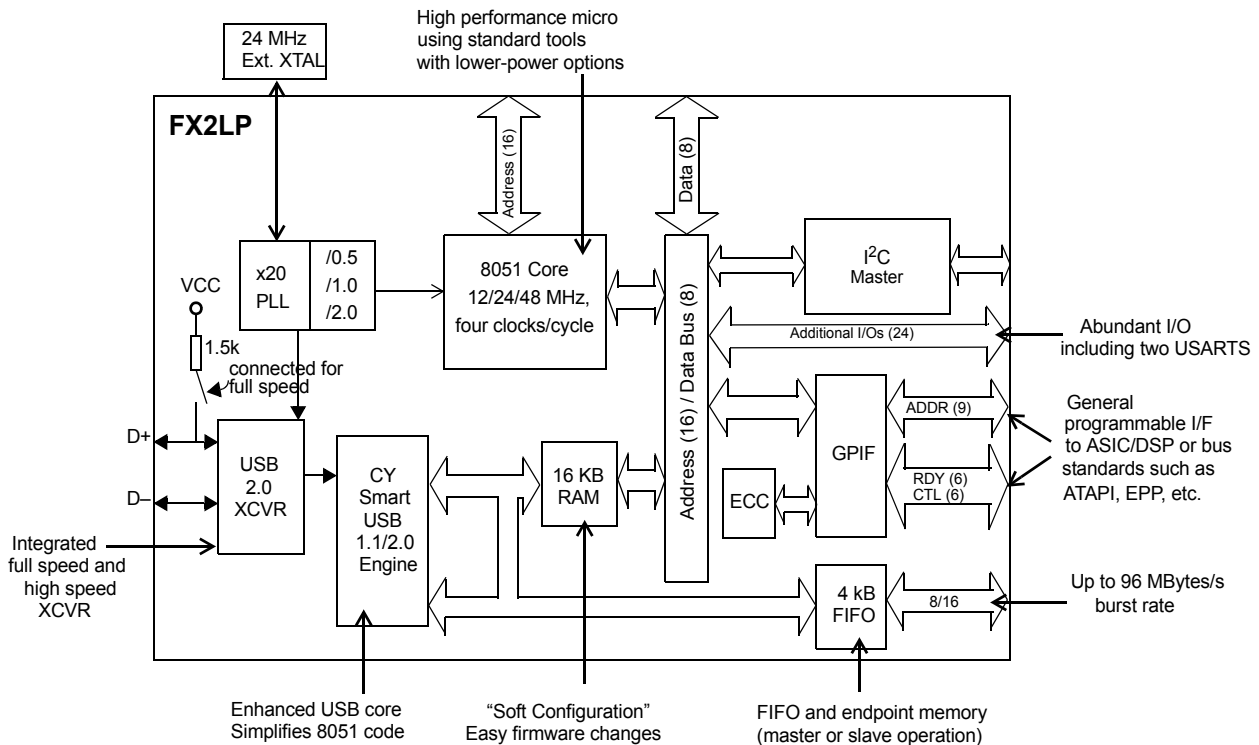 High performance micro
using standard tools
with lower-power options
24 MHz
Ext. XTAL
FX2LP
Address (16)
Data (8)
x20
PLL
/0.5
/1.0
/2.0
8051 Core
12/24/48 MHz,
four clocks/cycle
I²C
Master
VCC
1.5k
connected for
full speed
Address (16) / Data Bus (8)
Additional I/Os (24)
Abundant I/O
including two USARTS
ADDR (9)
General
programmable I/F
to ASIC/DSP or bus
standards such as
ATAPI, EPP, etc.
GPIF
RDY (6)
CTL (6)
ECC
D+
D–
USB
2.0
XCVR
CY
Smart
USB
1.1/2.0
Engine
16 KB
RAM
Integrated
full speed and
high speed
XCVR
4 kB
FIFO
8/16
Up to 96 MBytes/s
burst rate
Enhanced USB core
Simplifies 8051 code
“Soft Configuration”
Easy firmware changes
FIFO and endpoint memory
(master or slave operation)